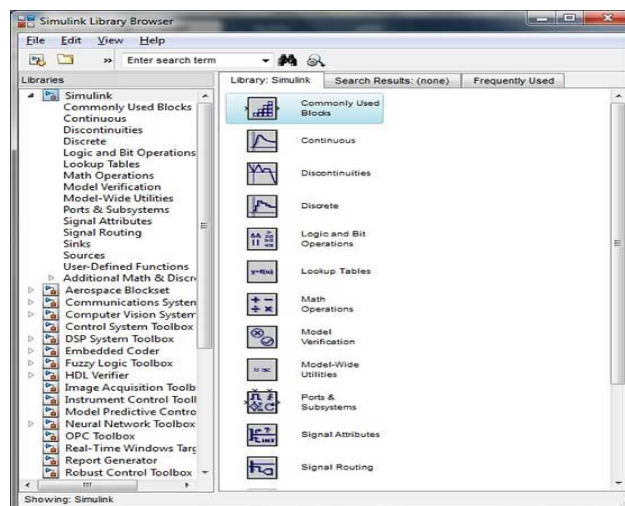 Simulink Library Browser
File Edit View Help
» Enter search term
Libraries
Library: Simulink Search Results: (none) Frequently Used
Simulink
Commonly Used Blocks
Continuous
Discontinuities
Discrete
Logic and Bit Operations
Lookup Tables
Math Operations
Model Verification
Model-Wide Utilities
Ports & Subsystems
Signal Attributes
Signal Routing
Sinks
Sources
User-Defined Functions
Additional Math & Discre
Aerospace Blockset
Communications System
Computer Vision System
Control System Toolbox
DSP System Toolbox
Embedded Coder
Fuzzy Logic Toolbox
HDL Verifier
Image Acquisition Toolb
Instrument Control Tooll
Model Predictive Contro
Neural Network Toolbox
OPC Toolbox
Real-Time Windows Targ
Report Generator
Robust Control Toolbox
Commonly Used
Blocks
Continuous
Discontinuities
Discrete
Logic and Bit
Operations
Lookup Tables
Math
Operations
Model
Verification
Model-Wide
Utilities
Ports &
Subsystems
Signal Attributes
Signal Routing
Showing: Simulink